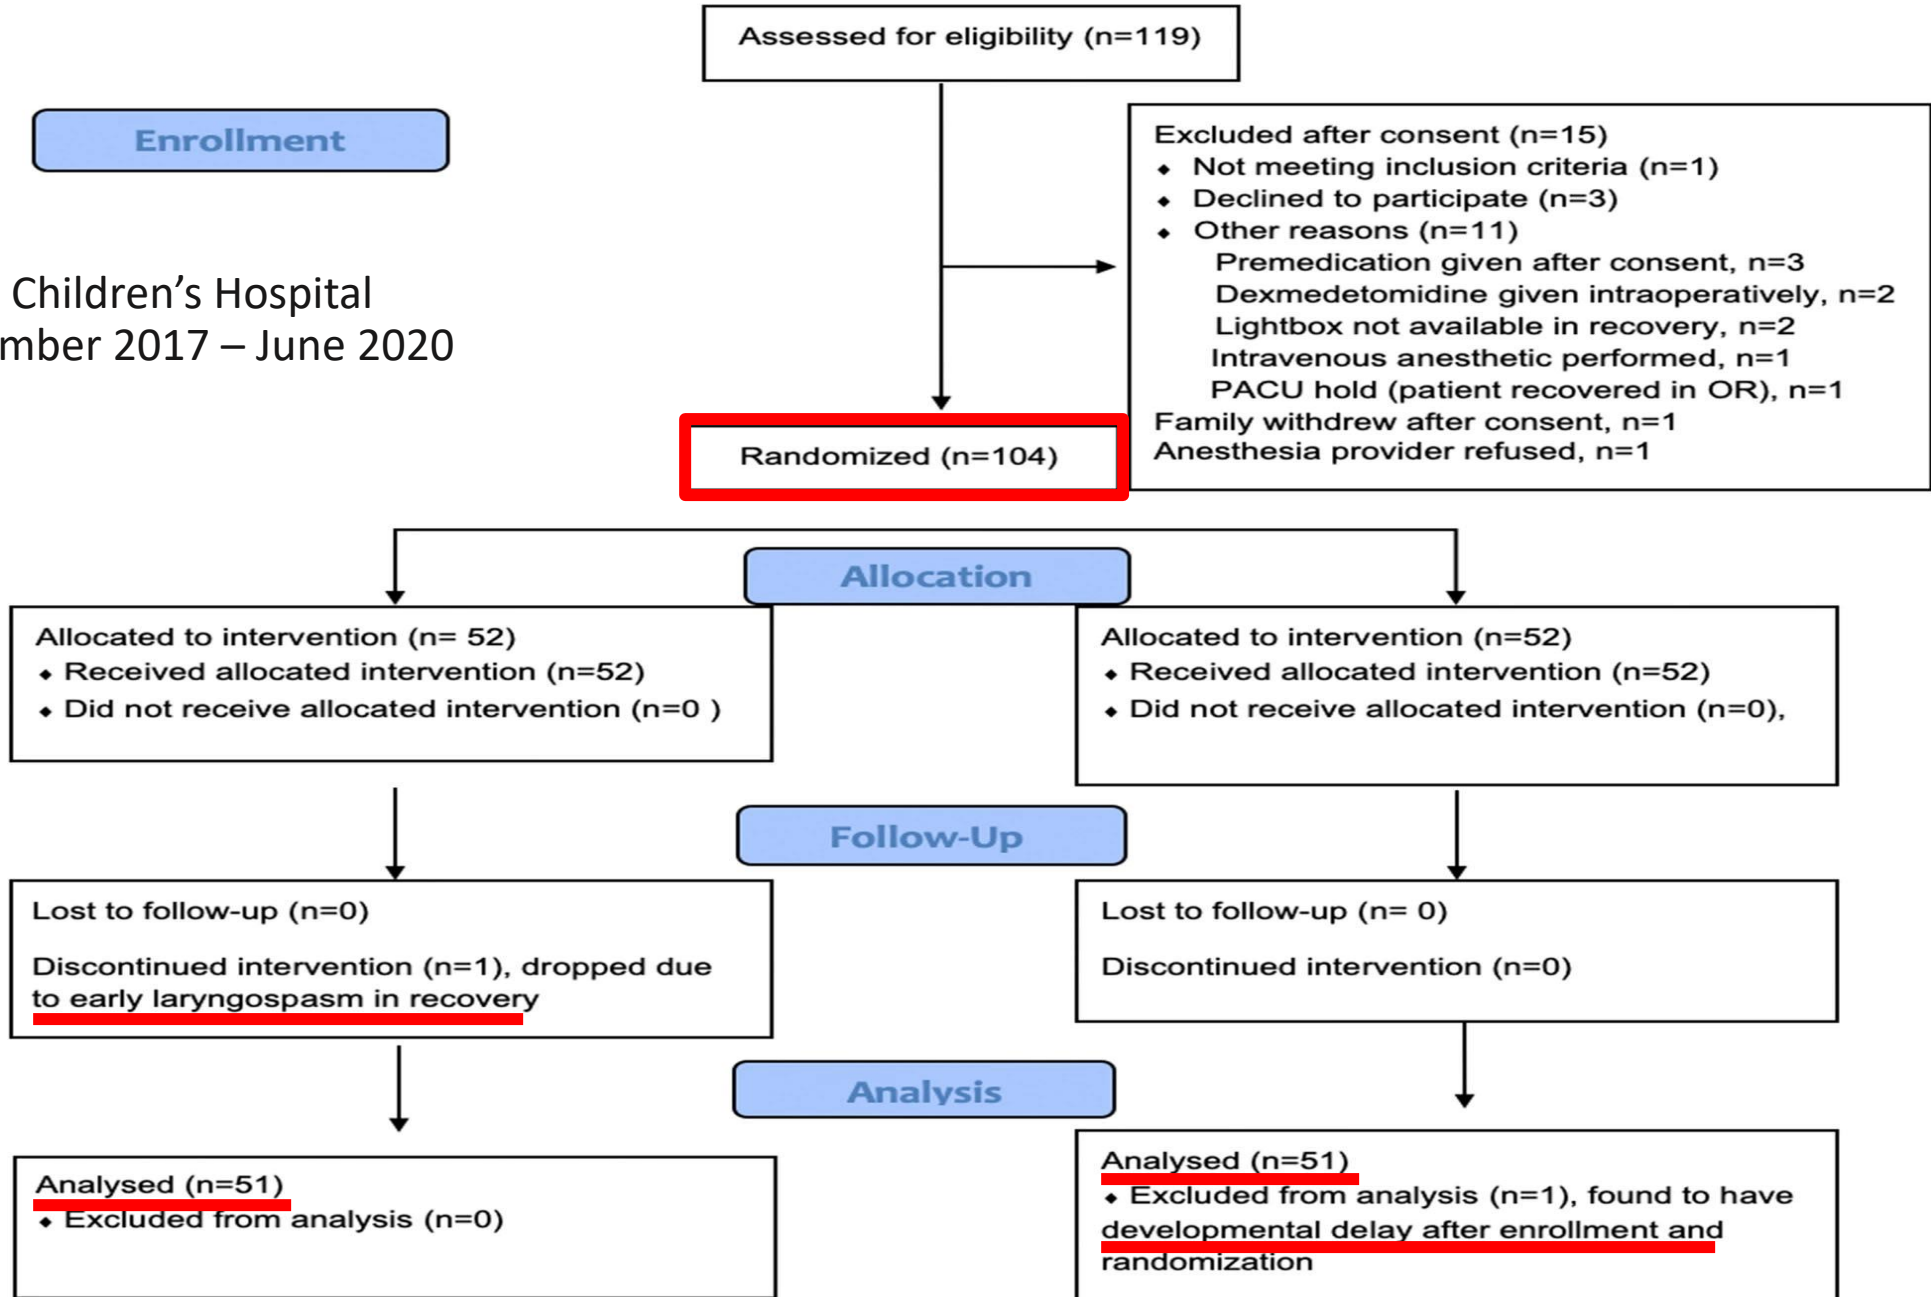 Assessed for eligibility (n=119)
Enrollment
Excluded after consent (n=15)
⬥ Not meeting inclusion criteria (n=1)
⬥ Declined to participate (n=3)
⬥ Other reasons (n=11)
Premedication given after consent, n=3
Dexmedetomidine given intraoperatively, n=2
Lightbox not available in recovery, n=2
Intravenous anesthetic performed, n=1
PACU hold (patient recovered in OR), n=1
Family withdrew after consent, n=1
Anesthesia provider refused, n=1
Children’s Hospital
mber 2017 – June 2020
Randomized (n=104)
Allocation
Allocated to intervention (n= 52)
⬥ Received allocated intervention (n=52)
⬥ Did not receive allocated intervention (n=0 )
Allocated to intervention (n=52)
⬥ Received allocated intervention (n=52)
⬥ Did not receive allocated intervention (n=0),
Follow-Up
Lost to follow-up (n=0)
Discontinued intervention (n=1), dropped due
to early laryngospasm in recovery
Lost to follow-up (n= 0)
Discontinued intervention (n=0)
Analysis
Analysed (n=51)
⬥ Excluded from analysis (n=0)
Analysed (n=51)
⬥ Excluded from analysis (n=1), found to have
developmental delay after enrollment and
randomization